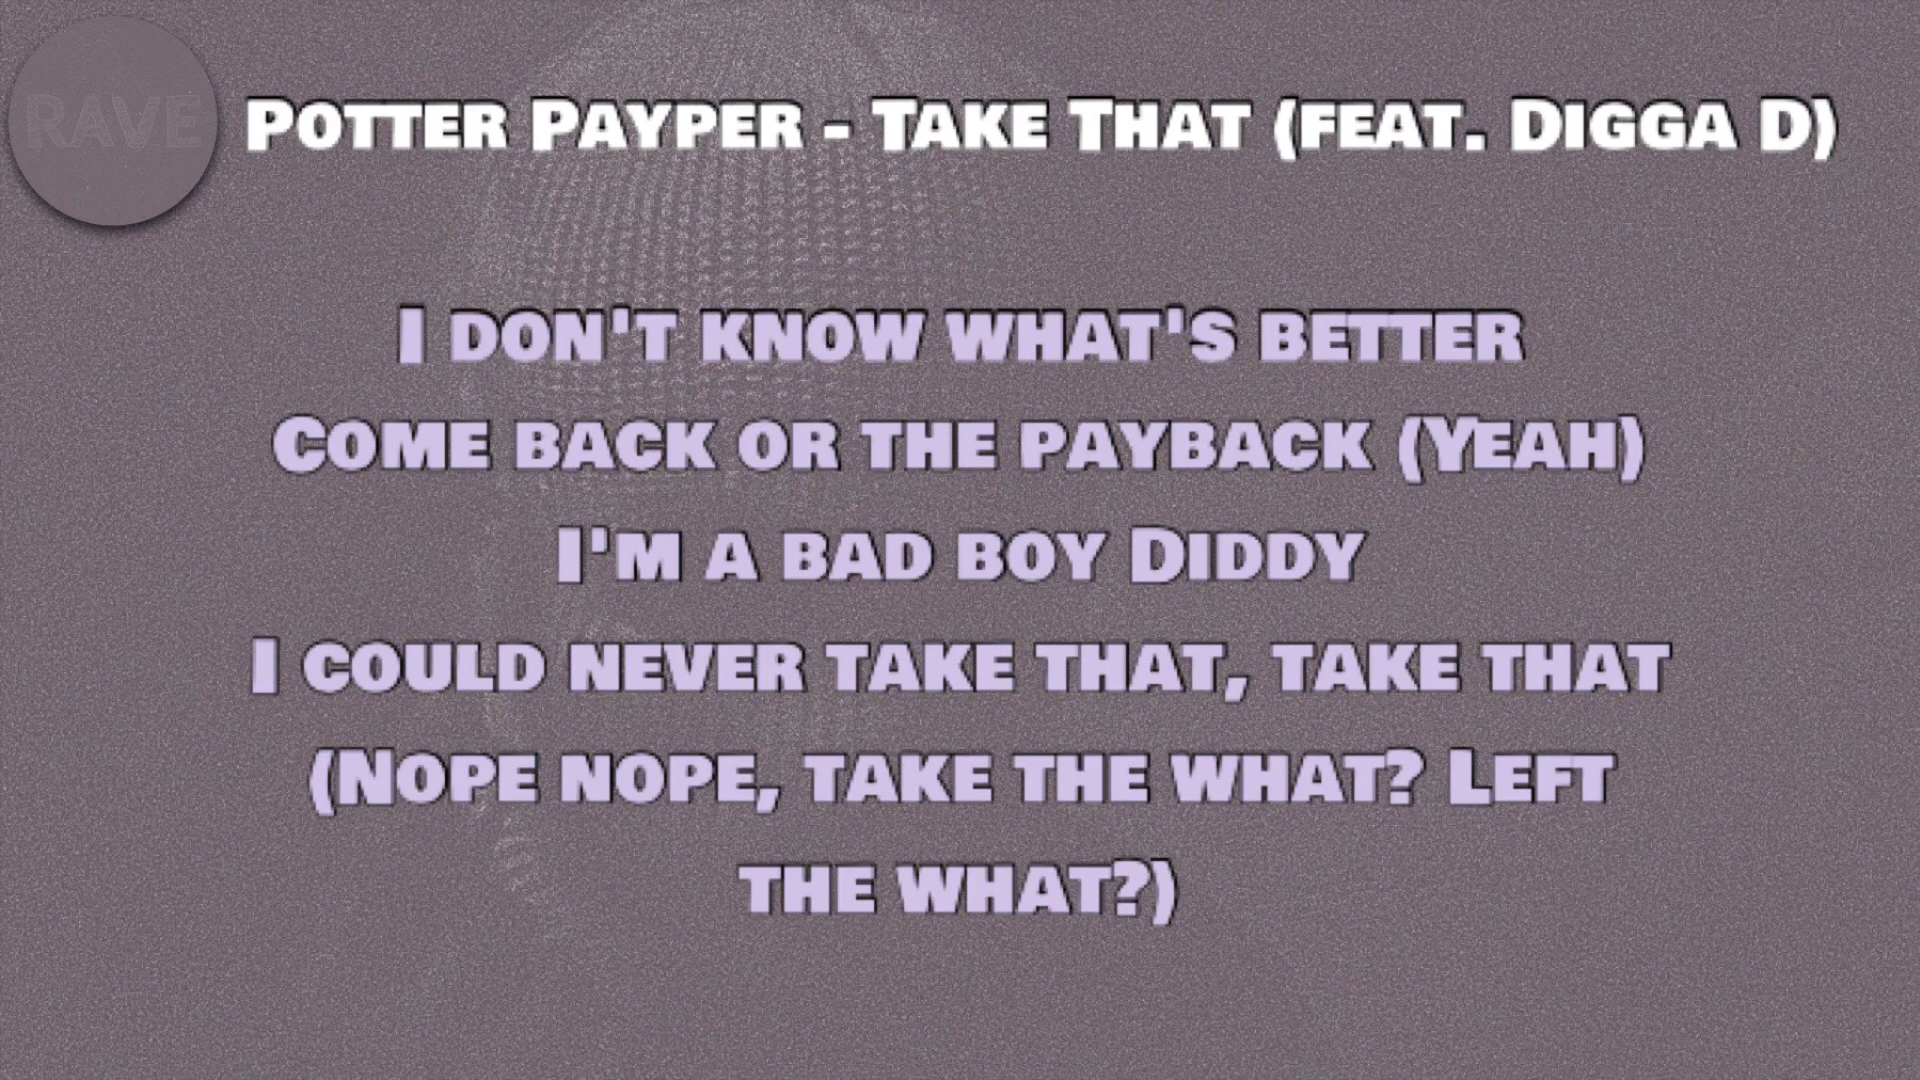 RAVE
Potter Payper - Take That (feat. Digga D)
I don't know what's better
Come back or the payback (Yeah)
I'm a bad boy Diddy
I could never take that, take that
(Nope nope, take the what? Left
the what?)